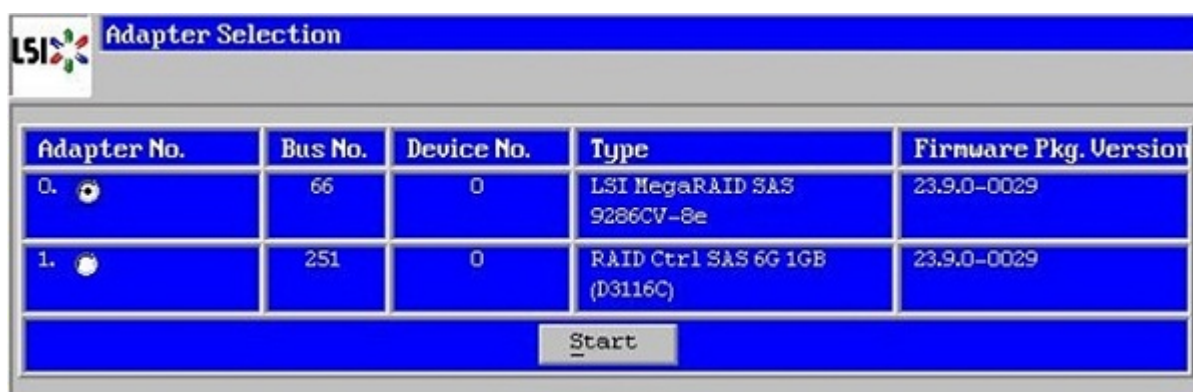 LSI
Adapter Selection
Adapter No. Bus No. Device No. Type Firmware Pkg. Version
0. 66 0 LSI MegaRAID SAS 23.9.0-0029
9286CV-8e
1. 251 0 RAID Ctrl SAS 6G 1GB 23.9.0-0029
(D3116C)
Start